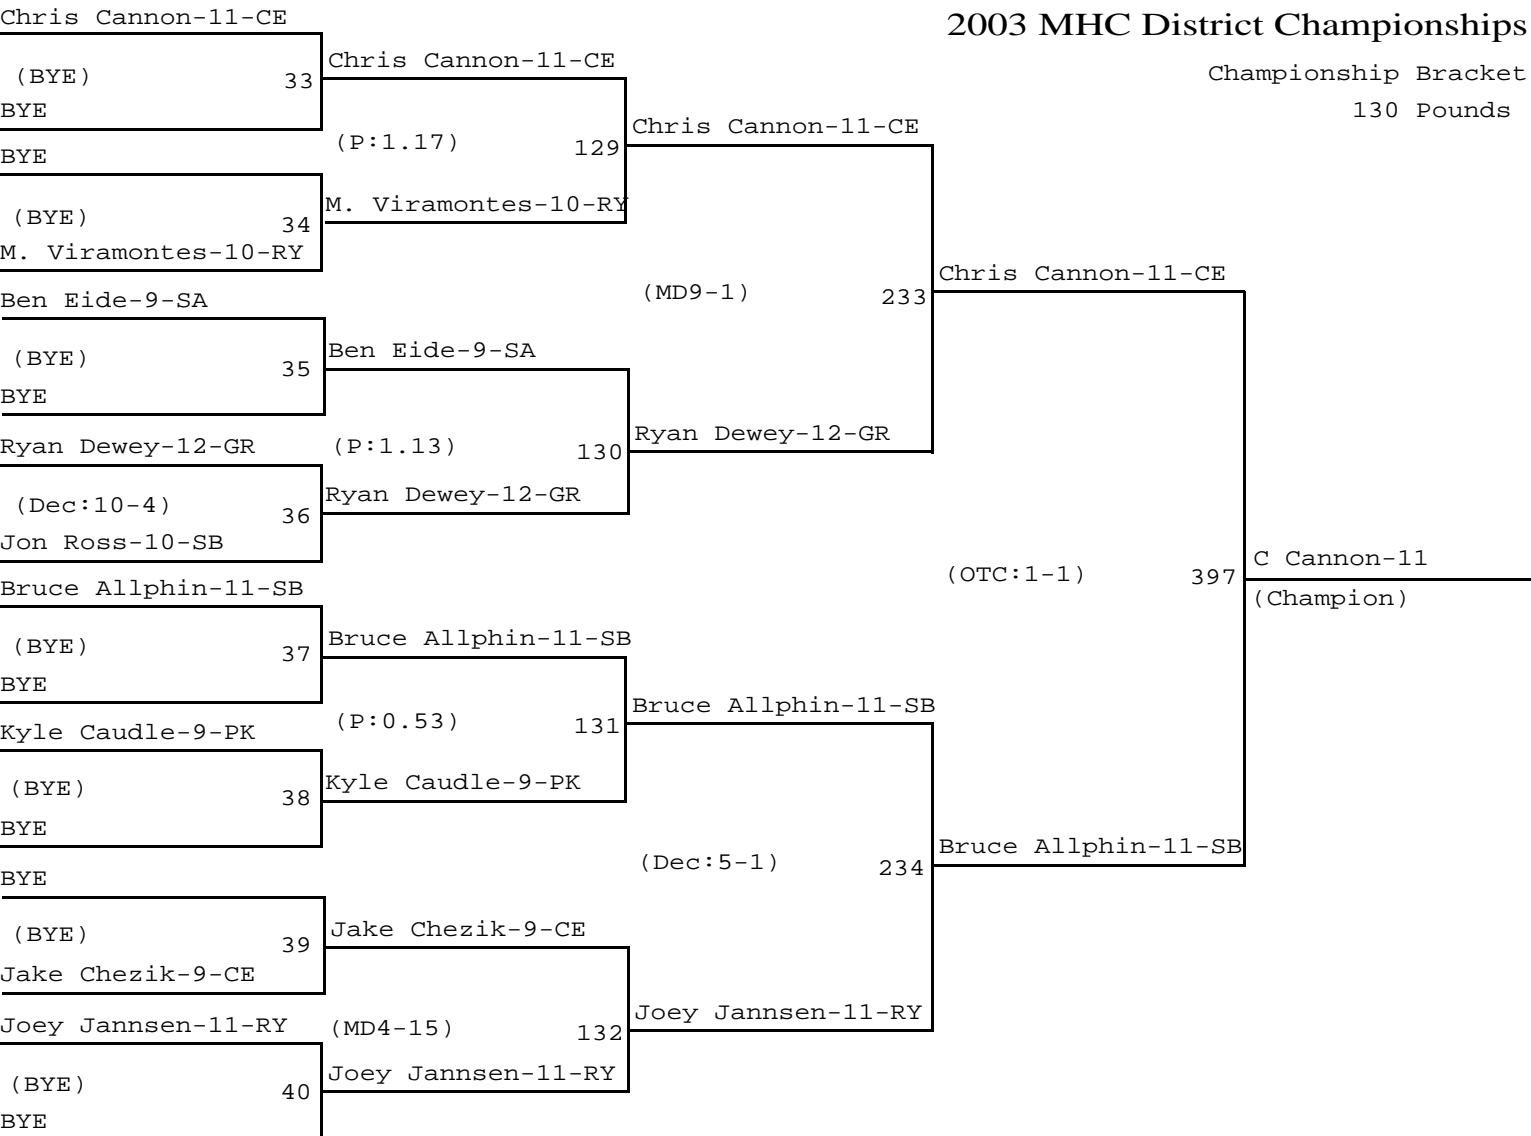 2003 MHC District Championships
Championship Bracket
130 Pounds
Chris Cannon-11-CE
(BYE)
33
BYE
BYE
(BYE)
34
M. Viramontes-10-RY
Ben Eide-9-SA
(BYE)
35
BYE
Ryan Dewey-12-GR
(Dec:10-4)
36
Jon Ross-10-SB
Bruce Allphin-11-SB
(BYE)
37
BYE
Kyle Caudle-9-PK
(BYE)
38
BYE
BYE
(BYE)
39
Jake Chezik-9-CE
Joey Jannsen-11-RY
(BYE)
40
BYE
Chris Cannon-11-CE
(P:1.17)
129
M. Viramontes-10-RY
Ben Eide-9-SA
(P:1.13)
130
Ryan Dewey-12-GR
Bruce Allphin-11-SB
(P:0.53)
131
Kyle Caudle-9-PK
Jake Chezik-9-CE
(MD4-15)
132
Joey Jannsen-11-RY
Chris Cannon-11-CE
(MD9-1)
233
Ryan Dewey-12-GR
Bruce Allphin-11-SB
(Dec:5-1)
234
Joey Jannsen-11-RY
Chris Cannon-11-CE
(OTC:1-1)
397
Bruce Allphin-11-SB
C Cannon-11
(Champion)